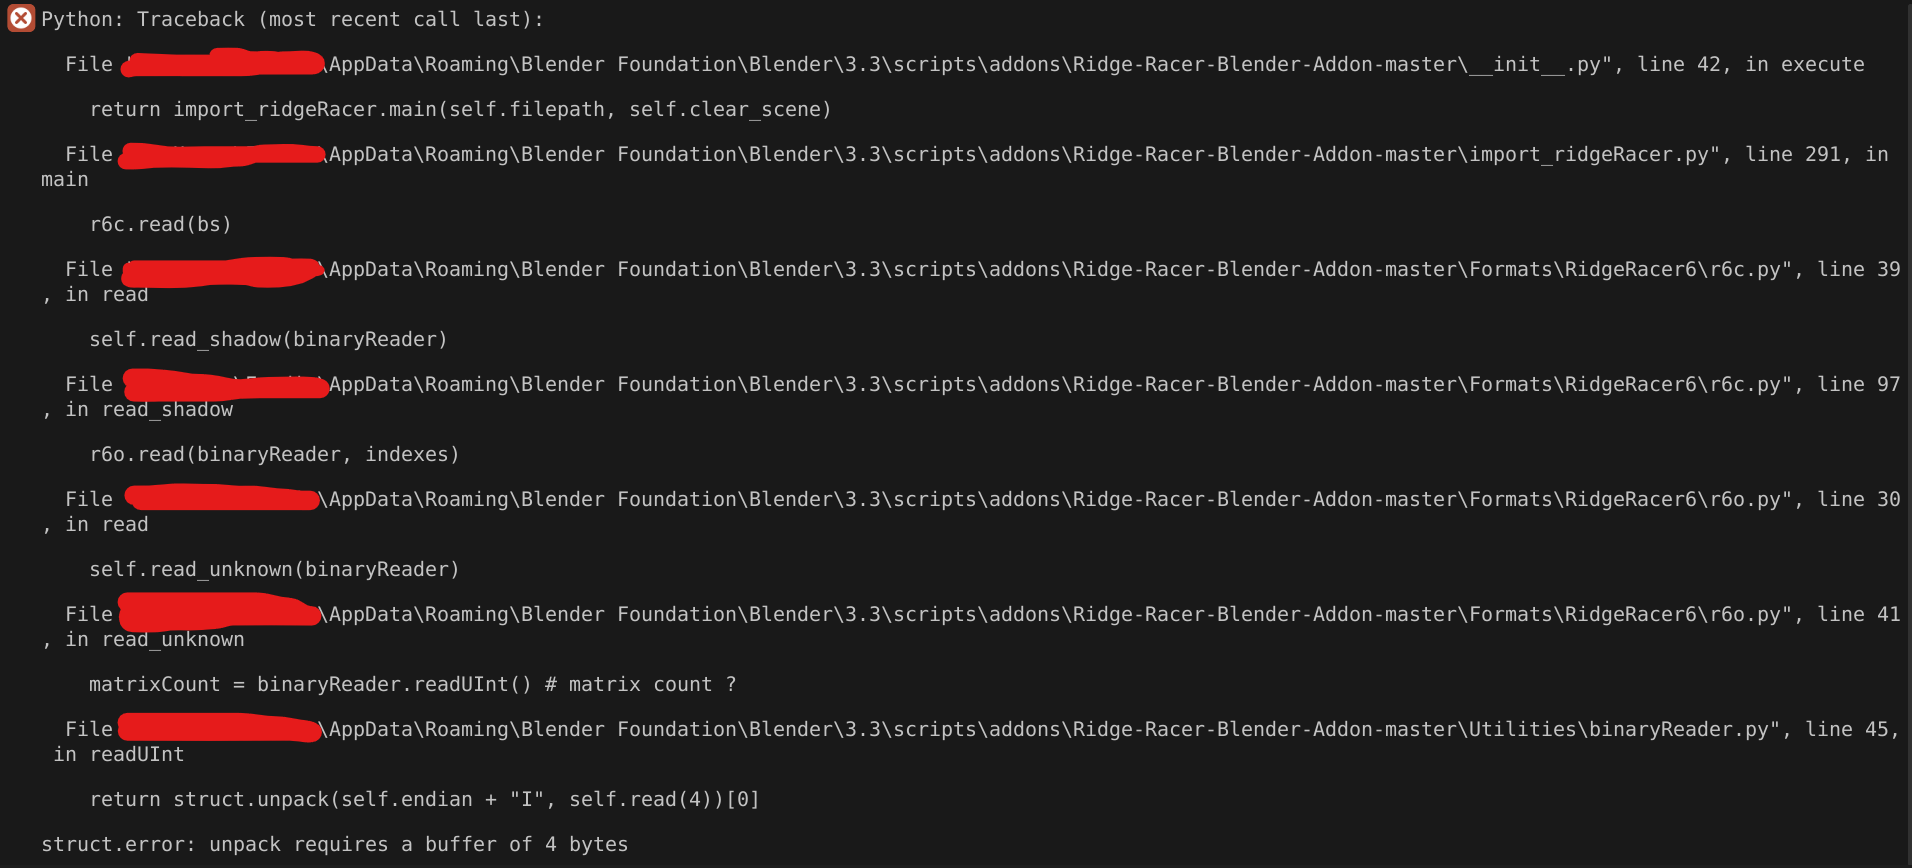 Python: Traceback (most recent call last):
File \AppData\Roaming\Blender Foundation\Blender\3.3\scripts\addons\Ridge-Racer-Blender-Addon-master\__init__.py", line 42, in execute
return import_ridgeRacer.main(self.filepath, self.clear_scene)
File \AppData\Roaming\Blender Foundation\Blender\3.3\scripts\addons\Ridge-Racer-Blender-Addon-master\import_ridgeRacer.py", line 291, in
main
r6c.read(bs)
File \AppData\Roaming\Blender Foundation\Blender\3.3\scripts\addons\Ridge-Racer-Blender-Addon-master\Formats\RidgeRacer6\r6c.py", line 39
, in read
self.read_shadow(binaryReader)
File \AppData\Roaming\Blender Foundation\Blender\3.3\scripts\addons\Ridge-Racer-Blender-Addon-master\Formats\RidgeRacer6\r6c.py", line 97
, in read_shadow
r6o.read(binaryReader, indexes)
File \AppData\Roaming\Blender Foundation\Blender\3.3\scripts\addons\Ridge-Racer-Blender-Addon-master\Formats\RidgeRacer6\r6o.py", line 30
, in read
self.read_unknown(binaryReader)
File \AppData\Roaming\Blender Foundation\Blender\3.3\scripts\addons\Ridge-Racer-Blender-Addon-master\Formats\RidgeRacer6\r6o.py", line 41
, in read_unknown
matrixCount = binaryReader.readUInt() # matrix count ?
File \AppData\Roaming\Blender Foundation\Blender\3.3\scripts\addons\Ridge-Racer-Blender-Addon-master\Utilities\binaryReader.py", line 45,
in readUInt
return struct.unpack(self.endian + "I", self.read(4))[0]
struct.error: unpack requires a buffer of 4 bytes